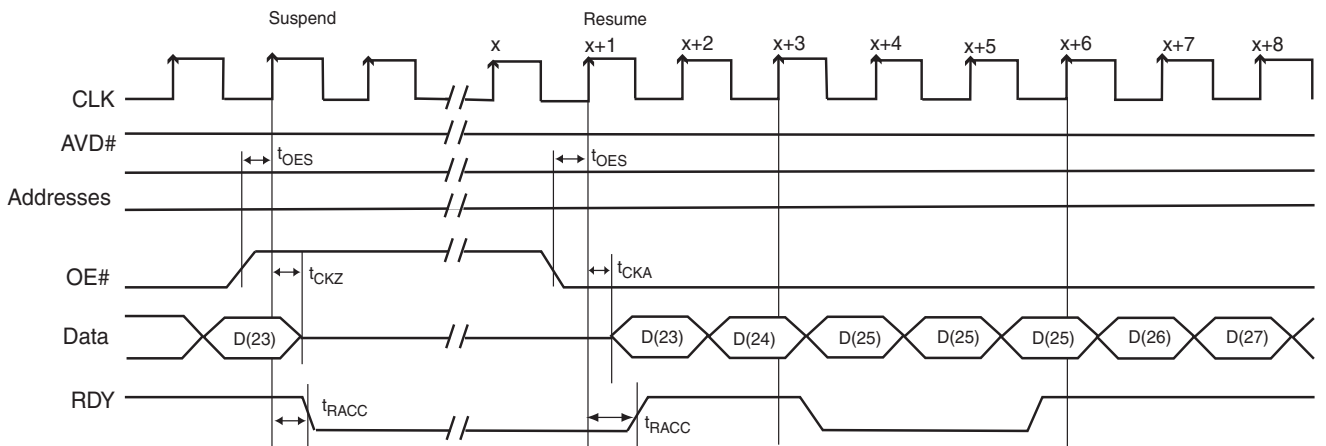 Suspend Resume
x x+1 x+2 x+3 x+4 x+5 x+6 x+7 x+8
CLK
AVD#
tOES tOES
Addresses
OE# tCKZ tCKA
Data D(23) D(23) D(24) D(25) D(25) D(25) D(26) D(27)
RDY tRACC tRACC